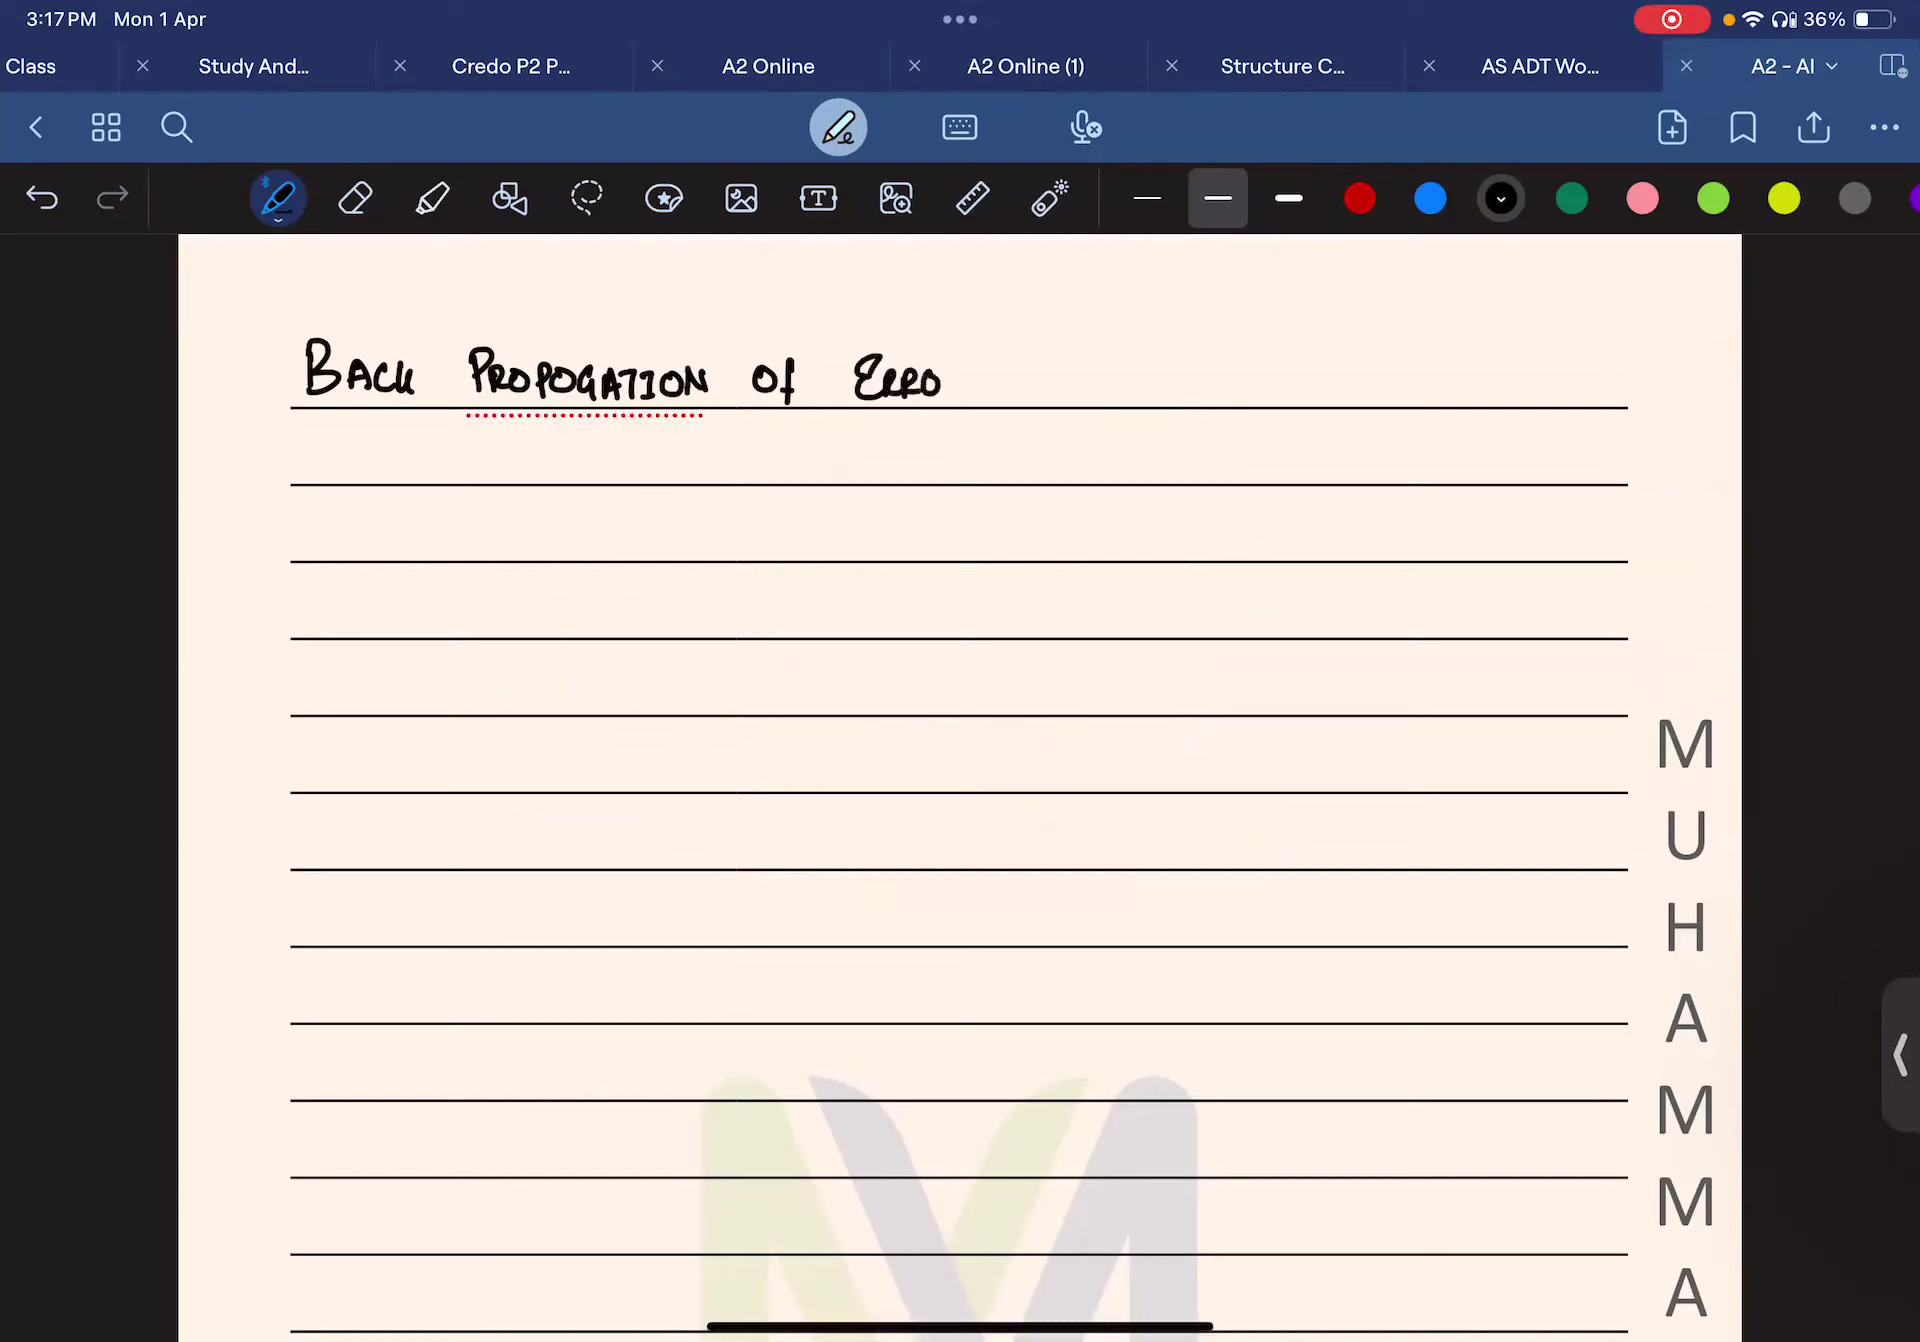 3:17 PM Mon 1 Apr 36%
Class Study And... Credo P2 P... A2 Online A2 Online (1) Structure C... AS ADT Wo... A2 - AI
BACK PROPOGATION Of ERRO
M
U
H
A
M
M
A